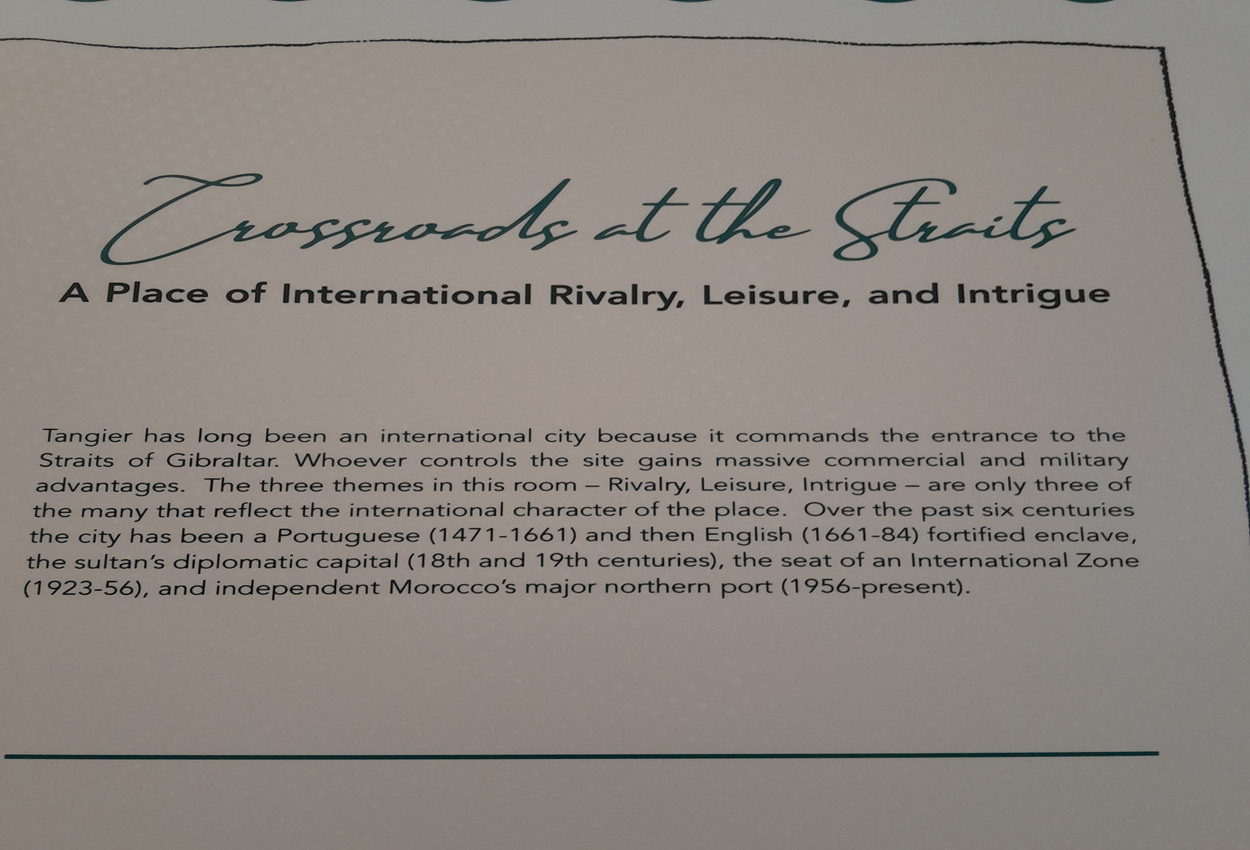 Crossroads at the Straits
A Place of International Rivalry, Leisure, and Intrigue
Tangier has long been an international city because it commands the entrance to the
Straits of Gibraltar. Whoever controls the site gains massive commercial and military
advantages. The three themes in this room – Rivalry, Leisure, Intrigue – are only three of
the many that reflect the international character of the place. Over the past six centuries
the city has been a Portuguese (1471-1661) and then English (1661-84) fortified enclave,
the sultan's diplomatic capital (18th and 19th centuries), the seat of an International Zone
(1923-56), and independent Morocco's major northern port (1956-present).